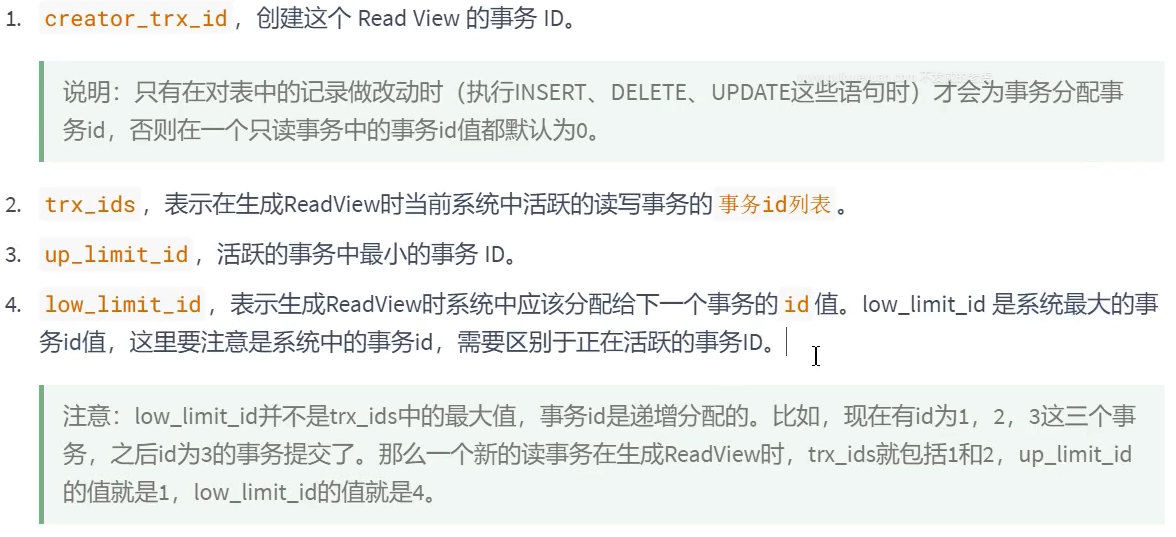 1. creator_trx_id ，创建这个 Read View 的事务 ID。
说明：只有在对表中的记录做改动时（执行INSERT、DELETE、UPDATE这些语句时）才会为事务分配事
务id，否则在一个只读事务中的事务id值都默认为0。
2. trx_ids ，表示在生成ReadView时当前系统中活跃的读写事务的 事务id列表 。
3. up_limit_id ，活跃的事务中最小的事务 ID。
4. low_limit_id ，表示生成ReadView时系统中应该分配给下一个事务的 id 值。low_limit_id 是系统最大的事
务id值，这里要注意是系统中的事务id，需要区别于正在活跃的事务ID。
注意：low_limit_id并不是trx_ids中的最大值，事务id是递增分配的。比如，现在有id为1，2，3这三个事
务，之后id为3的事务提交了。那么一个新的读事务在生成ReadView时，trx_ids就包括1和2，up_limit_id
的值就是1，low_limit_id的值就是4。